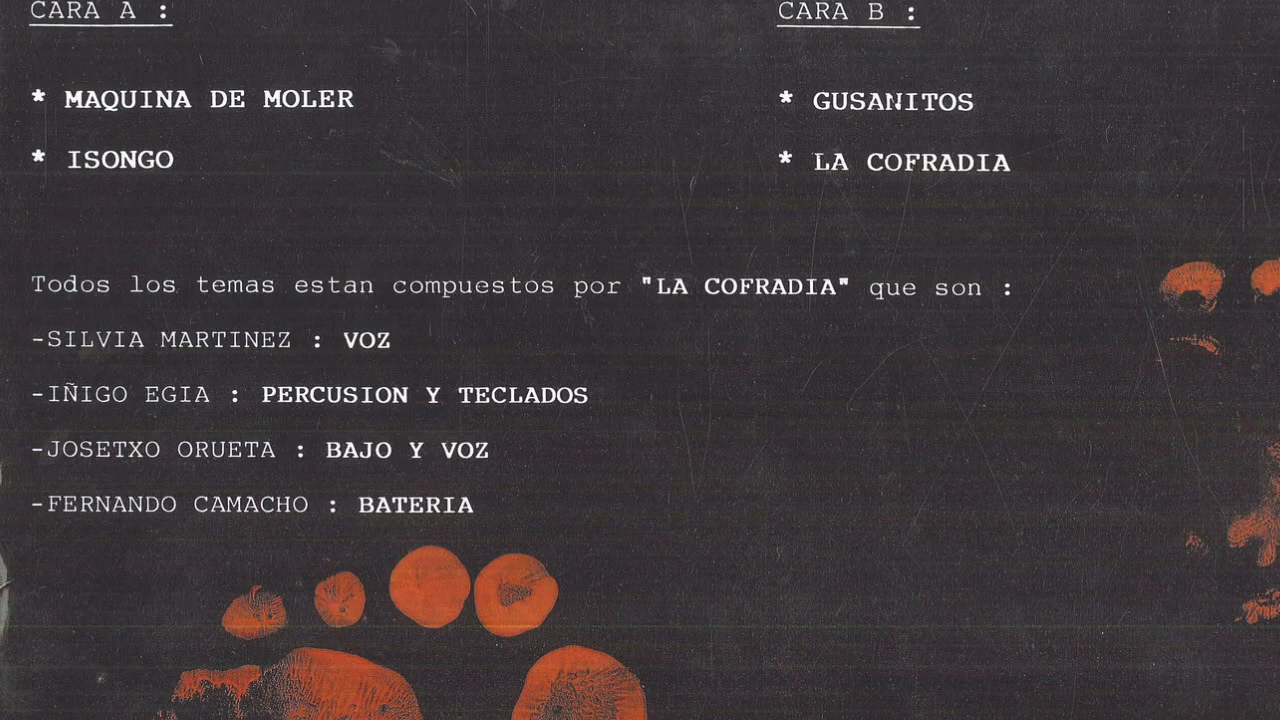 CARA A :
CARA B :
* MAQUINA DE MOLER
* GUSANITOS
* ISONGO
* LA COFRADIA
Todos los temas estan compuestos por "LA COFRADIA" que son :
-SILVIA MARTINEZ : VOZ
-IÑIGO EGIA : PERCUSION Y TECLADOS
-JOSETXO ORUETA : BAJO Y VOZ
-FERNANDO CAMACHO : BATERIA